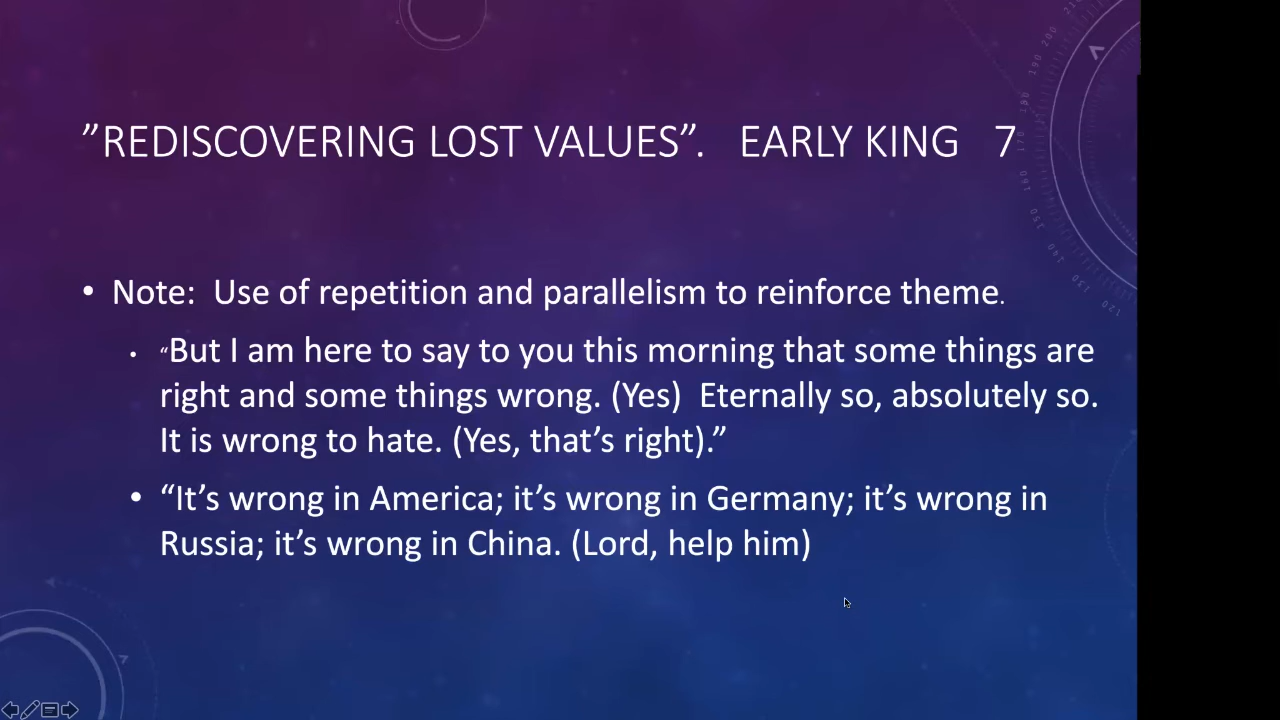 ”REDISCOVERING LOST VALUES”. EARLY KING 7
• Note: Use of repetition and parallelism to reinforce theme.
• “But I am here to say to you this morning that some things are
right and some things wrong. (Yes) Eternally so, absolutely so.
It is wrong to hate. (Yes, that’s right).”
• “It’s wrong in America; it’s wrong in Germany; it’s wrong in
Russia; it’s wrong in China. (Lord, help him)